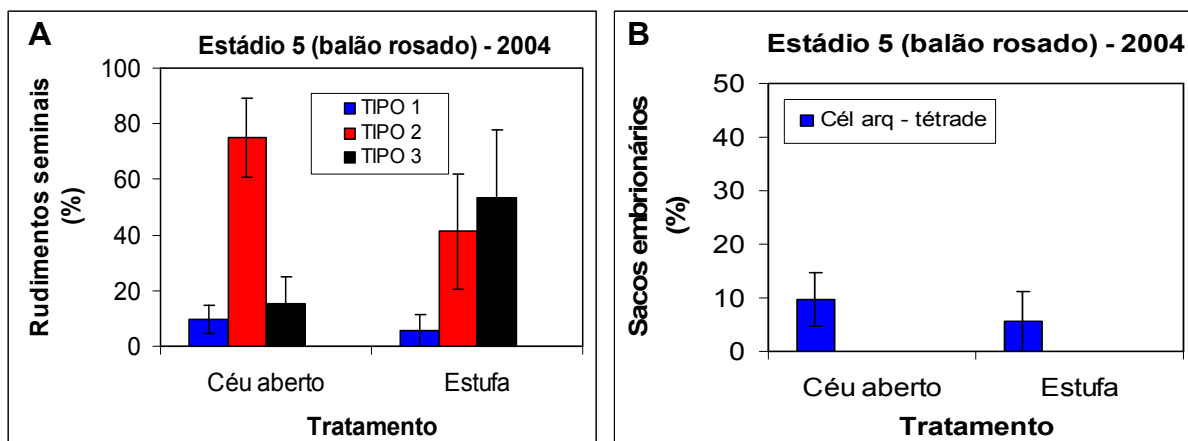 A
Estádio 5 (balão rosado) - 2004
Rudimentos seminais
(%)
100
80
60
40
20
0
TIPO 1
TIPO 2
TIPO 3
Céu aberto
Estufa
Tratamento
B
Estádio 5 (balão rosado) - 2004
Sacos embrionários
(%)
50
40
30
20
10
0
Cél arq - tétrade
Céu aberto
Estufa
Tratamento